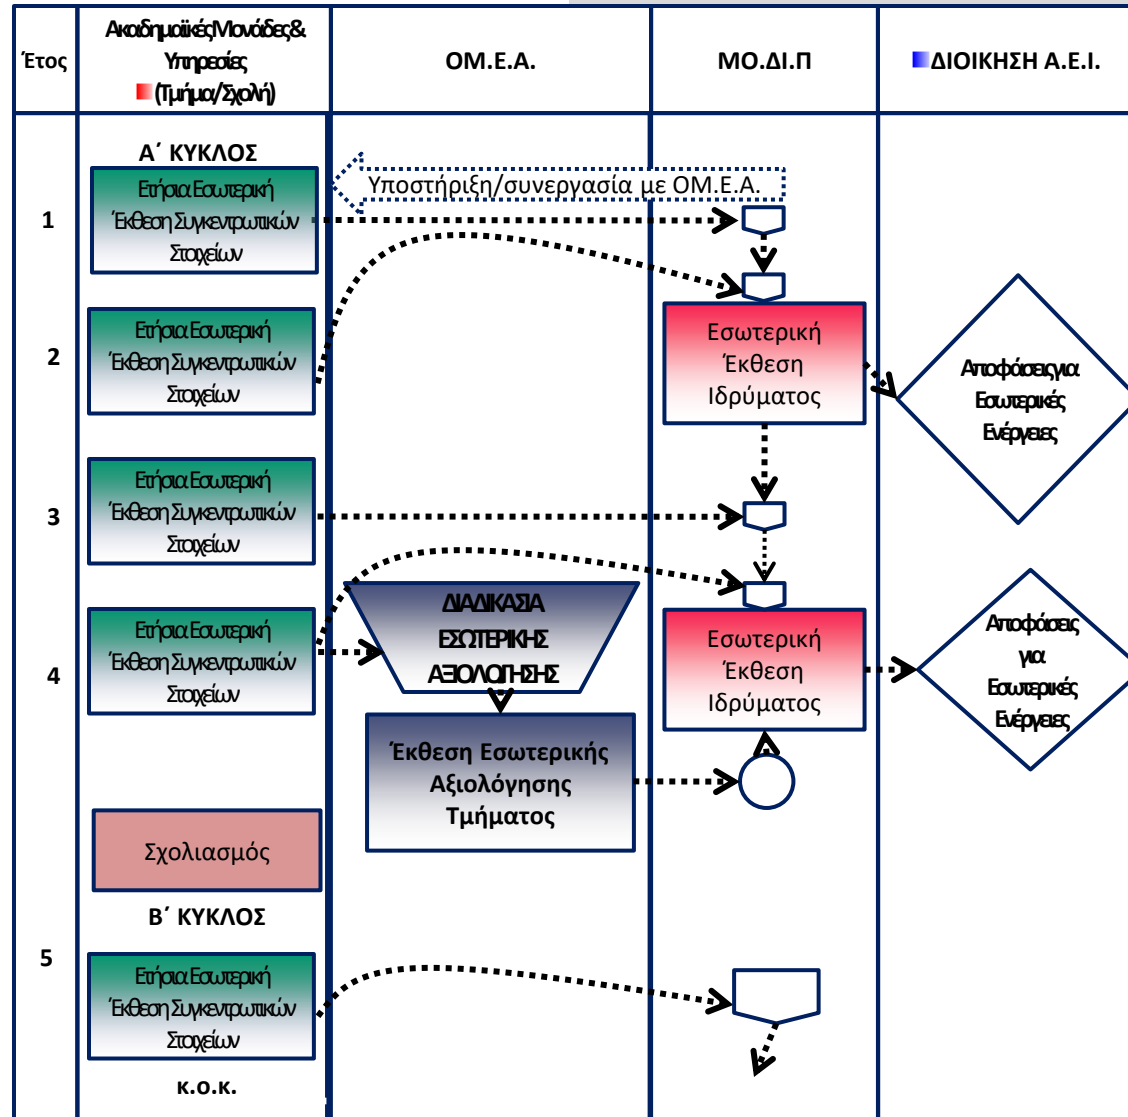 Έτος
Ακαδημαϊκές Μονάδες &
Υπηρεσίες
(Τμήμα/Σχολή)
ΟΜ.Ε.Α.
ΜΟ.ΔΙ.Π
ΔΙΟΙΚΗΣΗ Α.Ε.Ι.
Α΄ ΚΥΚΛΟΣ
Υποστήριξη/συνεργασία με ΟΜ.Ε.Α.
1
Ετήσια Εσωτερική
Έκθεση Συγκεντρωτικών
Στοιχείων
2
Ετήσια Εσωτερική
Έκθεση Συγκεντρωτικών
Στοιχείων
Εσωτερική
Έκθεση
Ιδρύματος
Αποφάσεις για
Εσωτερικές
Ενέργειες
3
Ετήσια Εσωτερική
Έκθεση Συγκεντρωτικών
Στοιχείων
4
Ετήσια Εσωτερική
Έκθεση Συγκεντρωτικών
Στοιχείων
ΔΙΑΔΙΚΑΣΙΑ
ΕΣΩΤΕΡΙΚΗΣ
ΑΞΙΟΛΟΓΗΣΗΣ
Εσωτερική
Έκθεση
Ιδρύματος
Αποφάσεις
για
Εσωτερικές
Ενέργειες
Έκθεση Εσωτερικής
Αξιολόγησης
Τμήματος
Σχολιασμός
Β΄ ΚΥΚΛΟΣ
5
Ετήσια Εσωτερική
Έκθεση Συγκεντρωτικών
Στοιχείων
κ.ο.κ.